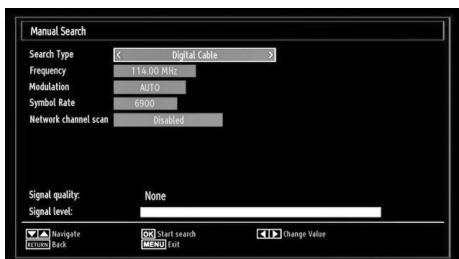 Manual Search
Search Type < Digital Cable >
Frequency 114.00 MHz
Modulation AUTO
Symbol Rate 6900
Network channel scan Disabled
Signal quality: None
Signal level:
Navigate OK Start search Change Value
RETURN Back MENU Exit